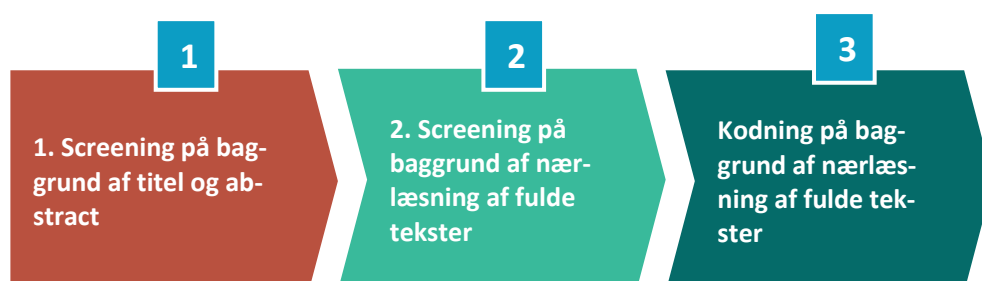 1
1. Screening på bag-
grund af titel og ab-
stract
2
2. Screening på
baggrund af nær-
læsning af fulde
tekster
3
Kodning på bag-
grund af nærlæs-
ning af fulde tek-
ster